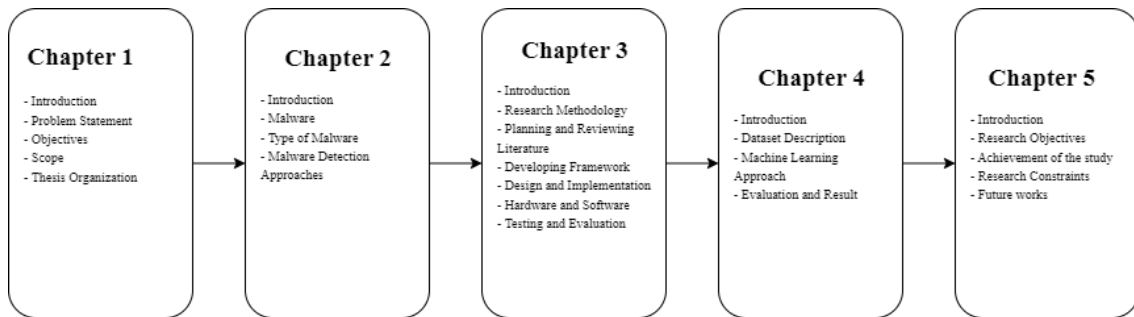 Chapter 1
- Introduction
- Problem Statement
- Objectives
- Scope
- Thesis Organization
Chapter 2
- Introduction
- Malware
- Type of Malware
- Malware Detection
Approaches
Chapter 3
- Introduction
- Research Methodology
- Planning and Reviewing
Literature
- Developing Framework
- Design and Implementation
- Hardware and Software
- Testing and Evaluation
Chapter 4
- Introduction
- Dataset Description
- Machine Learning
Approach
- Evaluation and Result
Chapter 5
- Introduction
- Research Objectives
- Achievement of the study
- Research Constraints
- Future works